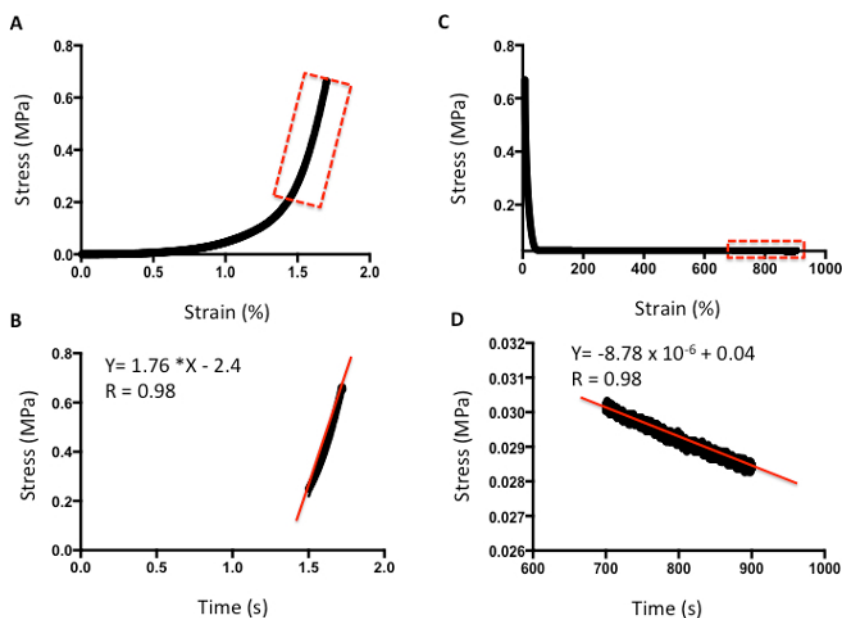 A
Stress (MPa)
0.8
0.6
0.4
0.2
0.0
0.0 0.5 1.0 1.5 2.0
Strain (%)
B
Stress (MPa)
0.8
0.6
0.4
0.2
0.0
Y= 1.76 *X - 2.4
R = 0.98
0.0 0.5 1.0 1.5 2.0
Time (s)
C
Stress (MPa)
0.8
0.6
0.4
0.2
0 200 400 600 800 1000
Strain (%)
D
Stress (MPa)
0.032
0.031
0.030
0.029
0.028
0.027
0.026
Y= -8.78 x 10⁻⁶ + 0.04
R = 0.98
600 700 800 900 1000
Time (s)